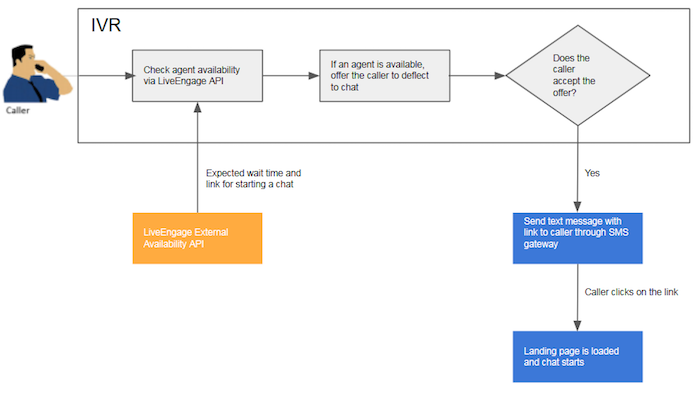 IVR
Caller
Check agent availability
via LiveEngage API
If an agent is available,
offer the caller to deflect
to chat
Does the
caller
accept the
offer?
Expected wait time and
link for starting a chat
Yes
LiveEngage External
Availability API
Send text message with
link to caller through SMS
gateway
Caller clicks on the link
Landing page is loaded
and chat starts